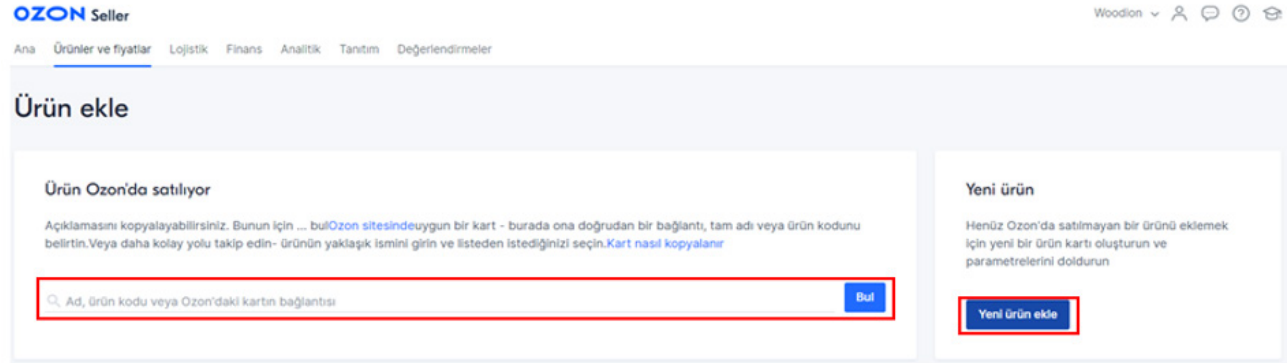 OZON Seller
Woodion
Ana Ürünler ve fiyatlar Lojistik Finans Analitik Tanıtım Değerlendirmeler
Ürün ekle
Ürün Ozon'da satılıyor
Açıklamasını kopyalayabilirsiniz. Bunun için ... bulOzon sitesindeuygun bir kart - burada ona doğrudan bir bağlantı, tam adı veya ürün kodunu
belirtin.Veya daha kolay yolu takip edin- ürünün yaklaşık ismini girin ve listeden istediğinizi seçin.Kart nasıl kopyalanır
Ad, ürün kodu veya Ozon'daki kartın bağlantısı
Bul
Yeni ürün
Henüz Ozon'da satılmayan bir ürünü eklemek
için yeni bir ürün kartı oluşturun ve
parametrelerini doldurun
Yeni ürün ekle